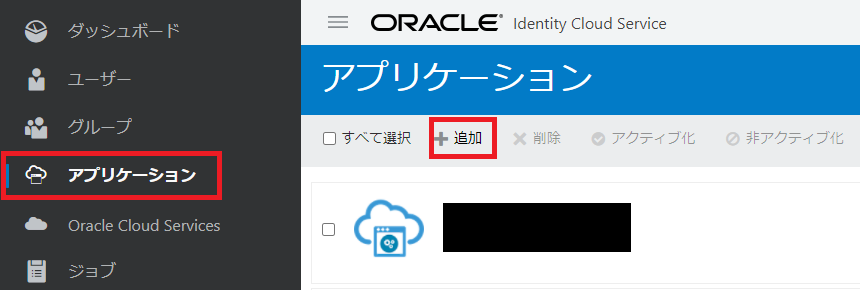 ダッシュボード
ユーザー
グループ
アプリケーション
Oracle Cloud Services
ジョブ
ORACLE® Identity Cloud Service
アプリケーション
すべて選択 追加 削除 アクティブ化 非アクティブ化